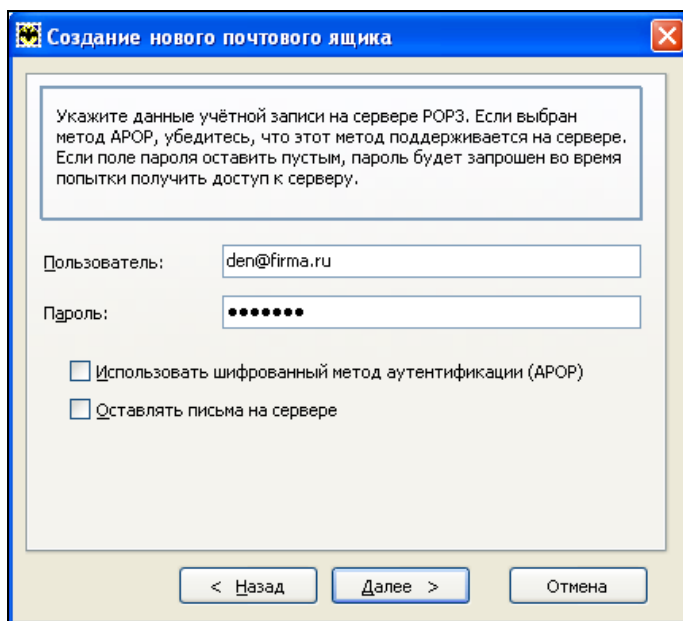 Создание нового почтового ящика
Укажите данные учётной записи на сервере POP3. Если выбран
метод APOP, убедитесь, что этот метод поддерживается на сервере.
Если поле пароля оставить пустым, пароль будет запрошен во время
попытки получить доступ к серверу.
Пользователь: den@firma.ru
Пароль: •••••••
Использовать шифрованный метод аутентификации (APOP)
Оставлять письма на сервере
< Назад Далее > Отмена